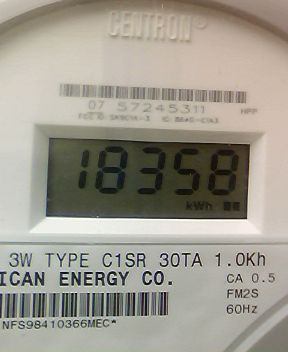 CENTRON®
07 57245311
HPP
18358
kWh
3W TYPE C1SR 30TA 1.0Kh
ICAN ENERGY CO.
CA 0.5
FM2S
60Hz
NFS98410366MEC*